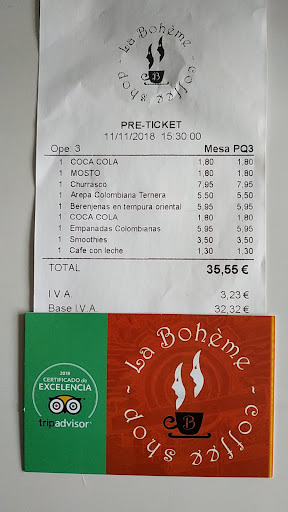 La Bohème - coffee shop -
B
PRE-TICKET
11/11/2018 15:30:00
Ope: 3 Mesa PQ3
1 COCA COLA 1,80 1,80
1 MOSTO 1,80 1,80
1 Churrasco 7,95 7,95
1 Arepa Colombiana Ternera 5,50 5,50
1 Berenjenas en tempura oriental 5,95 5,95
1 COCA COLA 1,80 1,80
1 Empanadas Colombianas 5,95 5,95
1 Smoothies 3,50 3,50
1 Cafe con leche 1,30 1,30
TOTAL 35,55 €
I.V.A. 3,23 €
Base I.V.A. 32,32 €
2018
CERTIFICADO de
EXCELENCIA
tripadvisor
La Bohème - coffee shop -
B